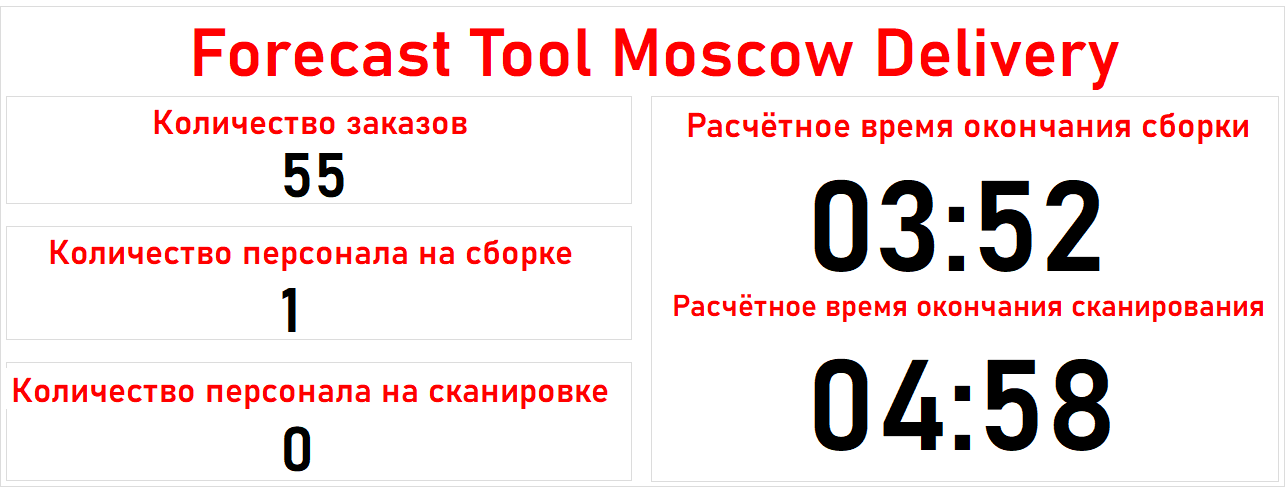 Forecast Tool Moscow Delivery
Количество заказов
55
Количество персонала на сборке
1
Количество персонала на сканировке
0
Расчётное время окончания сборки
03:52
Расчётное время окончания сканирования
04:58